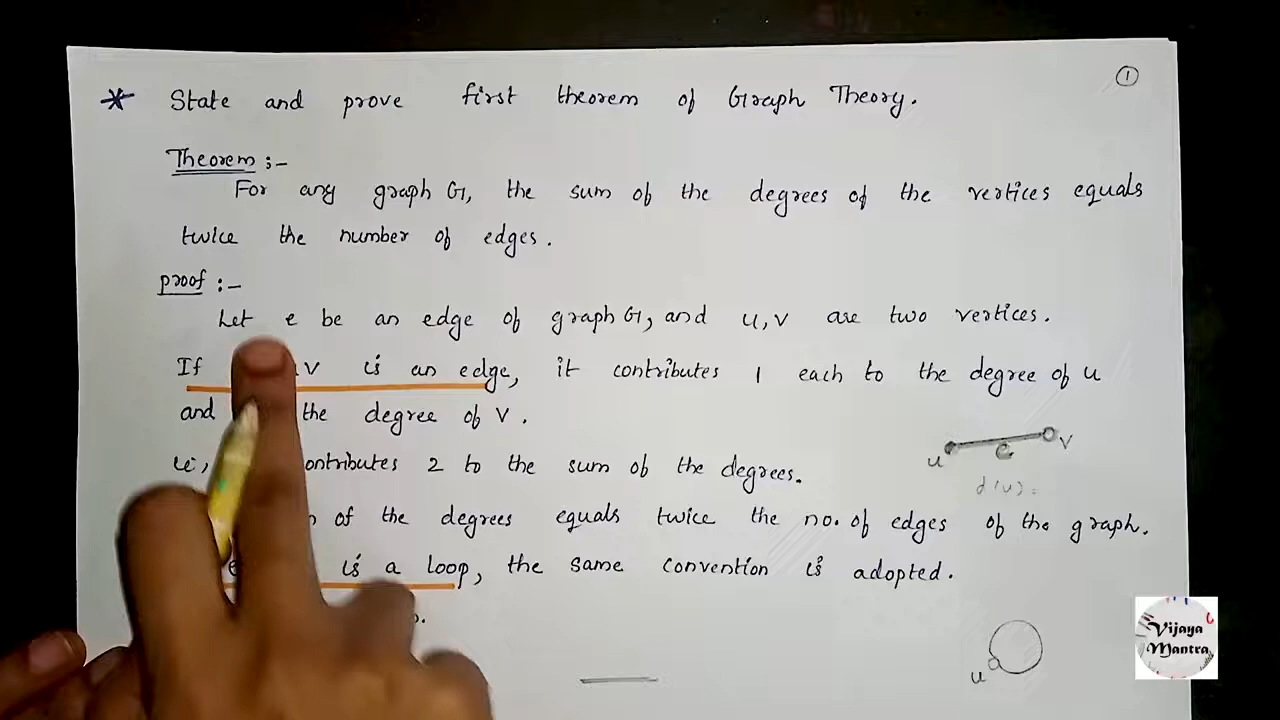 ①
* State and prove first theorem of Graph Theory.
Theorem :-
For any graph G, the sum of the degrees of the vertices equals
twice the number of edges.
proof :-
Let e be an edge of graph G, and u,v are two vertices.
If v is an edge, it contributes 1 each to the degree of u
and the degree of v.
contributes 2 to the sum of the degrees.
u e v
d(u) =
of the degrees equals twice the no. of edges of the graph.
is a loop, the same convention is adopted.
u
Vijaya
Mantra